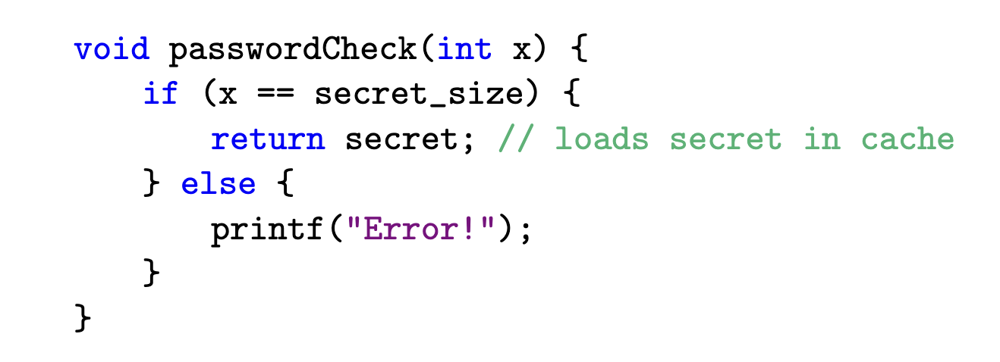 void passwordCheck(int x) {
    if (x == secret_size) {
        return secret; // loads secret in cache
    } else {
        printf("Error!");
    }
}